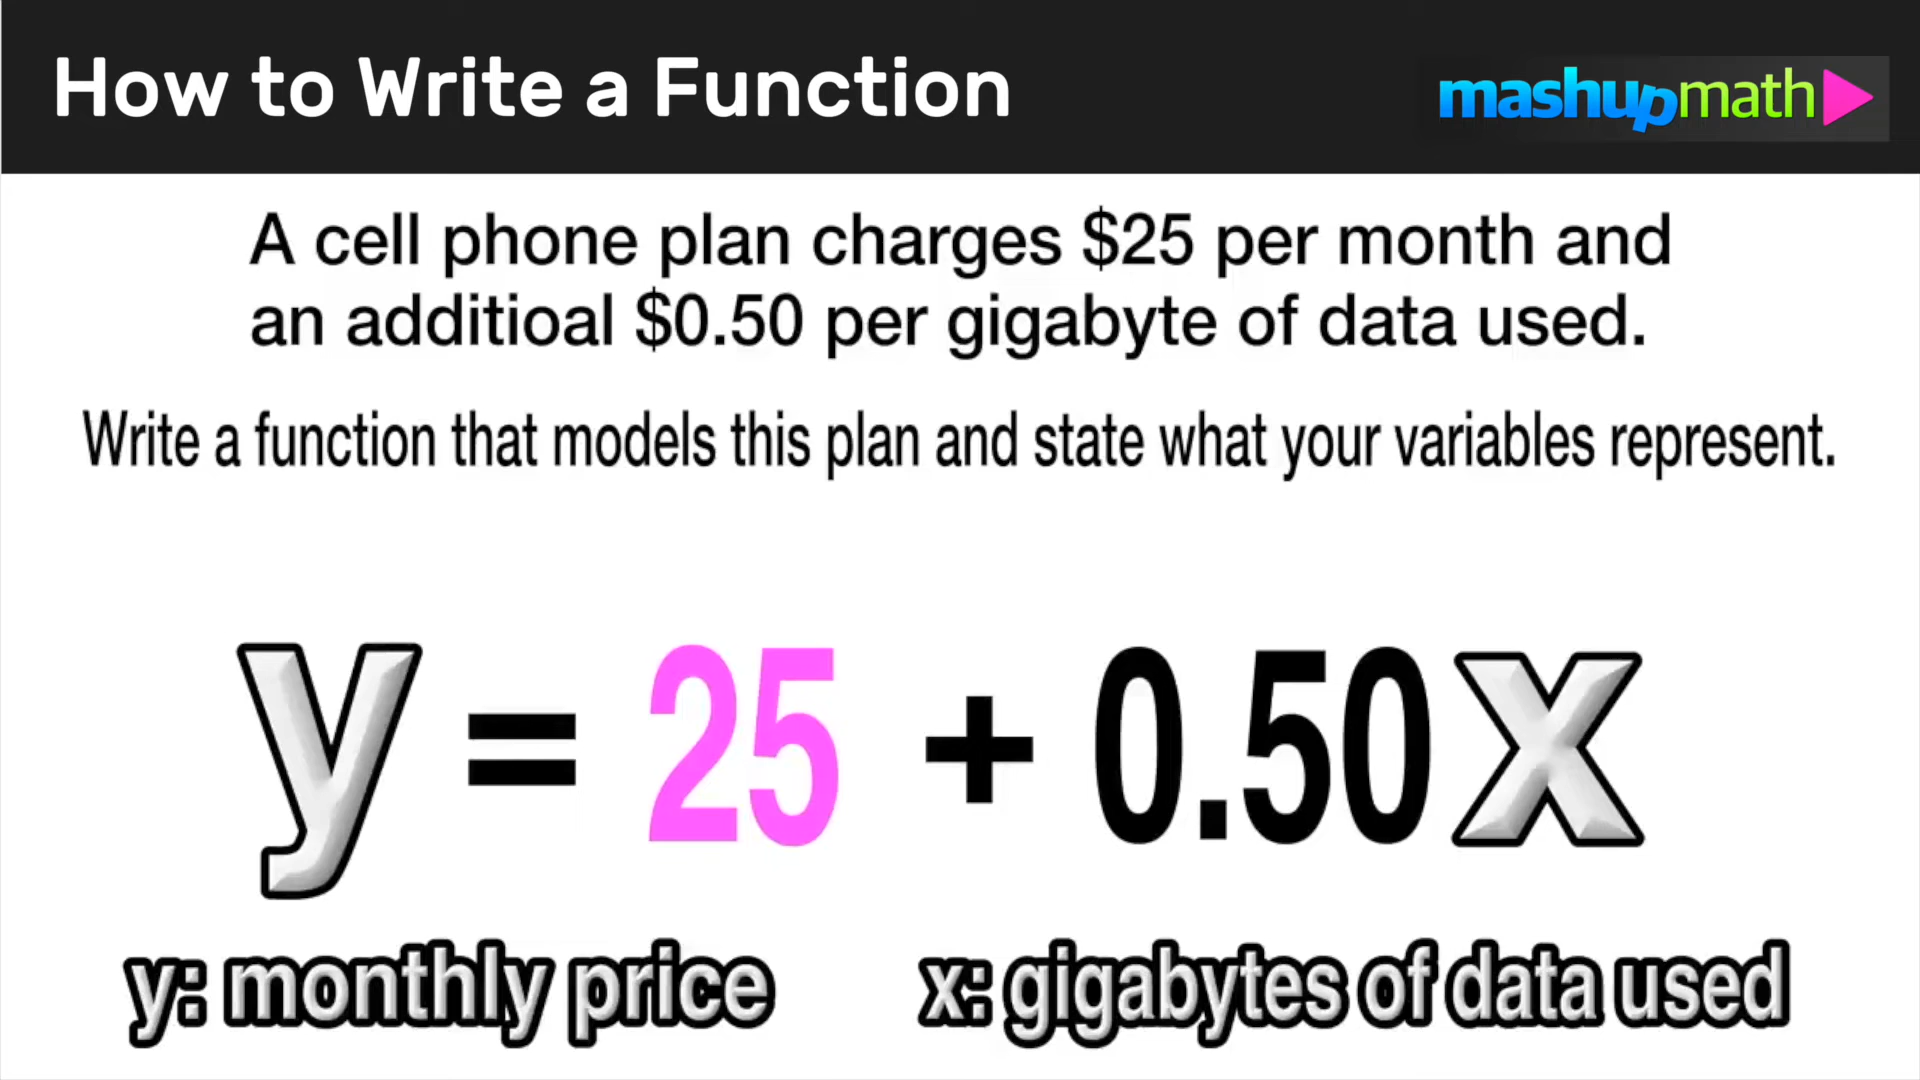 How to Write a Function
mashupmath
A cell phone plan charges $25 per month and
an additioal $0.50 per gigabyte of data used.
Write a function that models this plan and state what your variables represent.
y = 25 + 0.50x
y: monthly price
x: gigabytes of data used